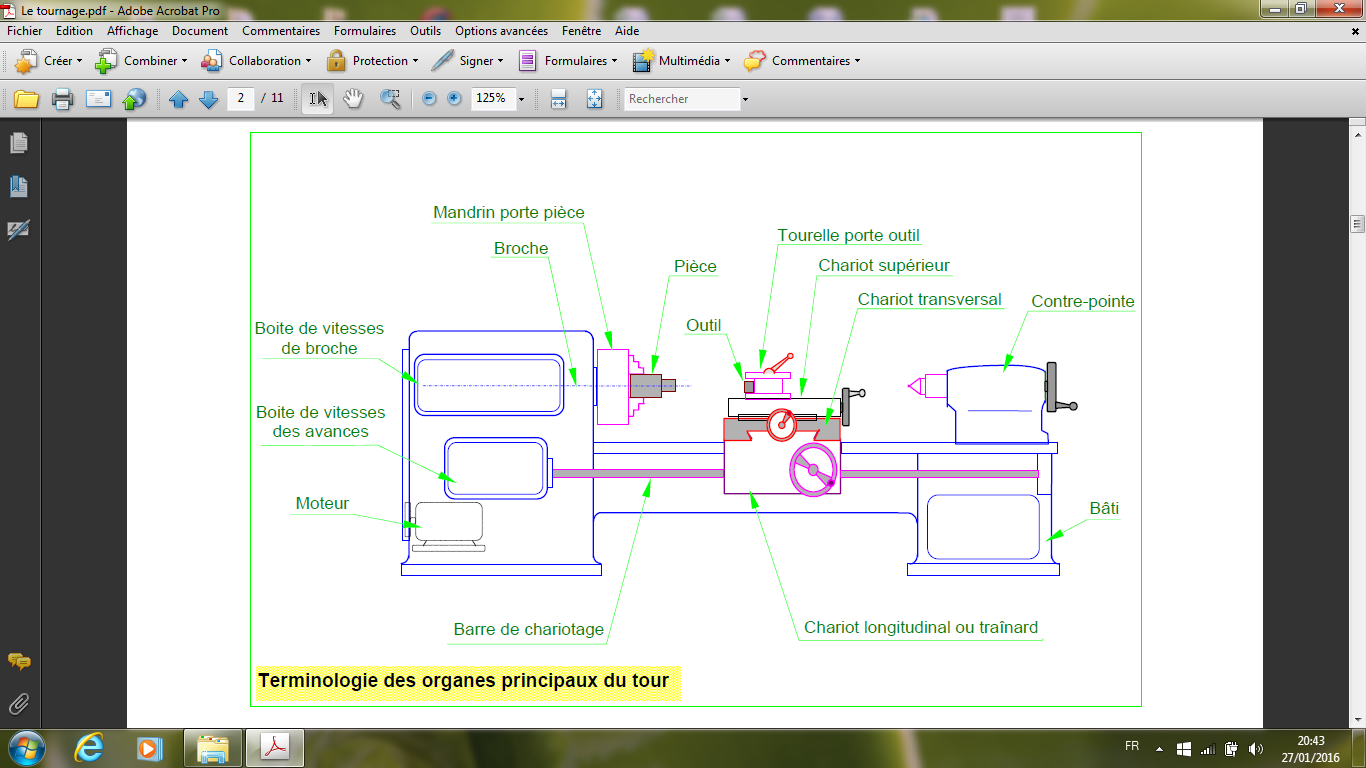 Le tournage.pdf - Adobe Acrobat Pro
Fichier Edition Affichage Document Commentaires Formulaires Outils Options avancées Fenêtre Aide
Créer Combiner Collaboration Protection Signer Formulaires Multimédia Commentaires
2 / 11 125% Rechercher
Mandrin porte pièce
Broche
Pièce
Tourelle porte outil
Chariot supérieur
Chariot transversal
Contre-pointe
Outil
Boite de vitesses
de broche
Boite de vitesses
des avances
Moteur
Bâti
Barre de chariotage
Chariot longitudinal ou traînard
Terminologie des organes principaux du tour
FR
20:43
27/01/2016